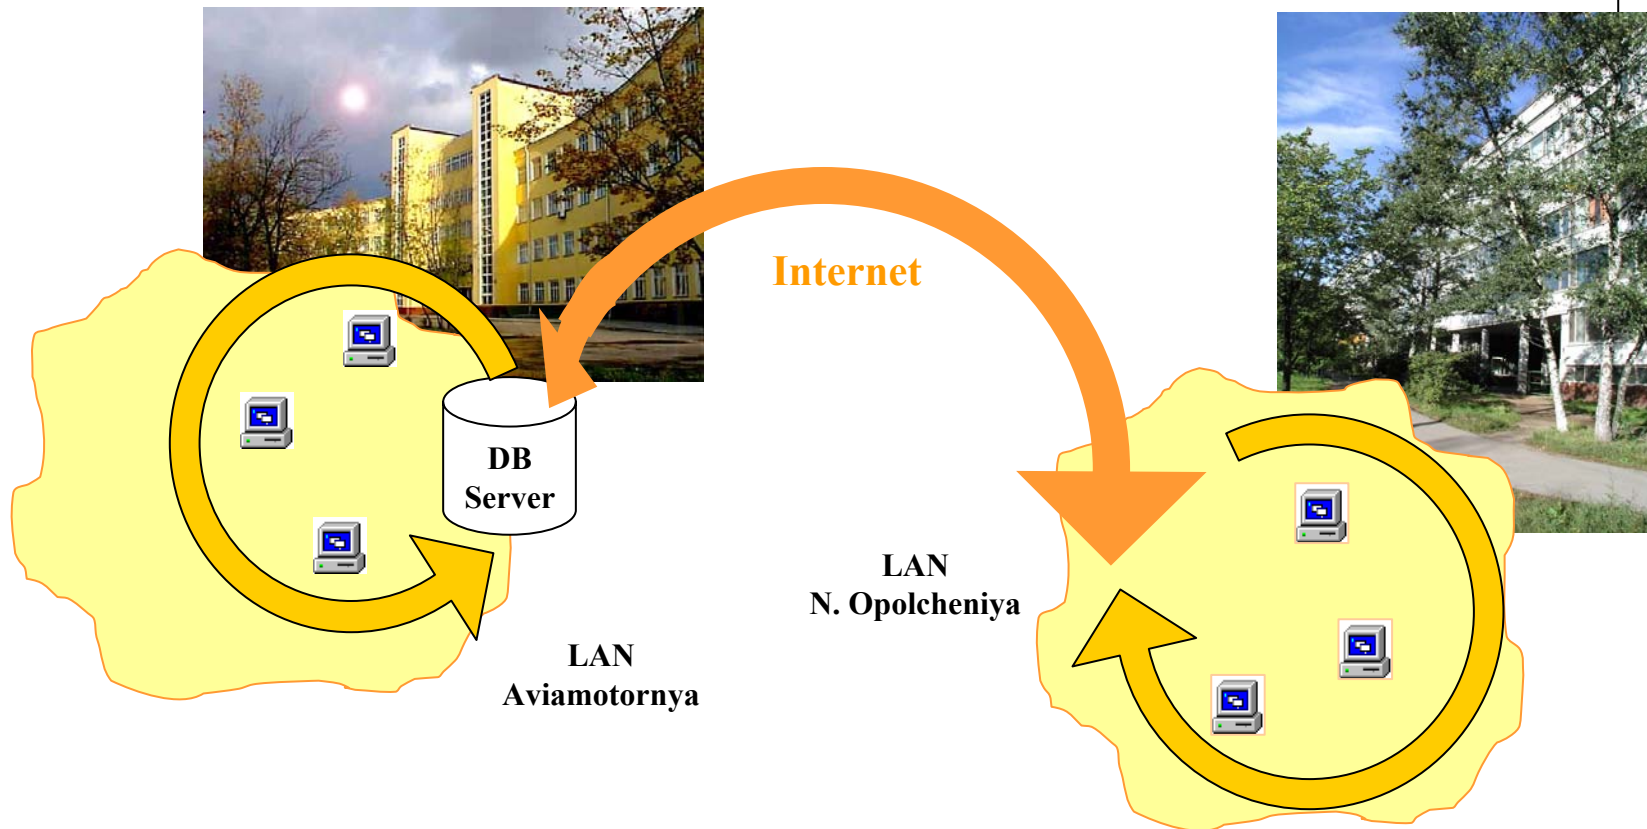 Internet
DB
Server
LAN
N. Opolcheniya
LAN
Aviamotornya